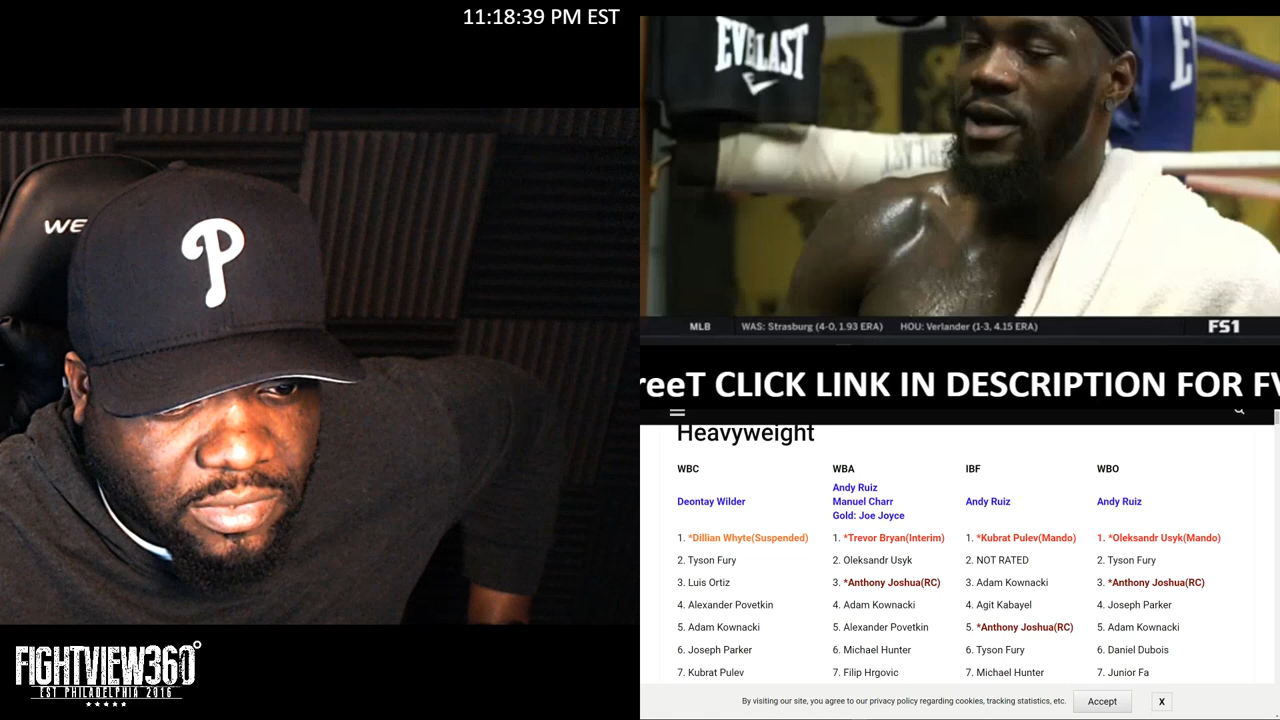 11:18:39 PM EST
WE
P
FIGHTVIEW360°
EST PHILADELPHIA 2016
EVERLAST
E
MLB WAS: Strasburg (4-0, 1.93 ERA) HOU: Verlander (1-3, 4.15 ERA) FS1
reeT CLICK LINK IN DESCRIPTION FOR FV
Heavyweight
WBC WBA IBF WBO
Andy Ruiz
Deontay Wilder Manuel Charr Andy Ruiz Andy Ruiz
Gold: Joe Joyce
1. *Dillian Whyte(Suspended) 1. *Trevor Bryan(Interim) 1. *Kubrat Pulev(Mando) 1. *Oleksandr Usyk(Mando)
2. Tyson Fury 2. Oleksandr Usyk 2. NOT RATED 2. Tyson Fury
3. Luis Ortiz 3. *Anthony Joshua(RC) 3. Adam Kownacki 3. *Anthony Joshua(RC)
4. Alexander Povetkin 4. Adam Kownacki 4. Agit Kabayel 4. Joseph Parker
5. Adam Kownacki 5. Alexander Povetkin 5. *Anthony Joshua(RC) 5. Adam Kownacki
6. Joseph Parker 6. Michael Hunter 6. Tyson Fury 6. Daniel Dubois
7. Kubrat Pulev 7. Filip Hrgovic 7. Michael Hunter 7. Junior Fa
By visiting our site, you agree to our privacy policy regarding cookies, tracking statistics, etc. Accept X